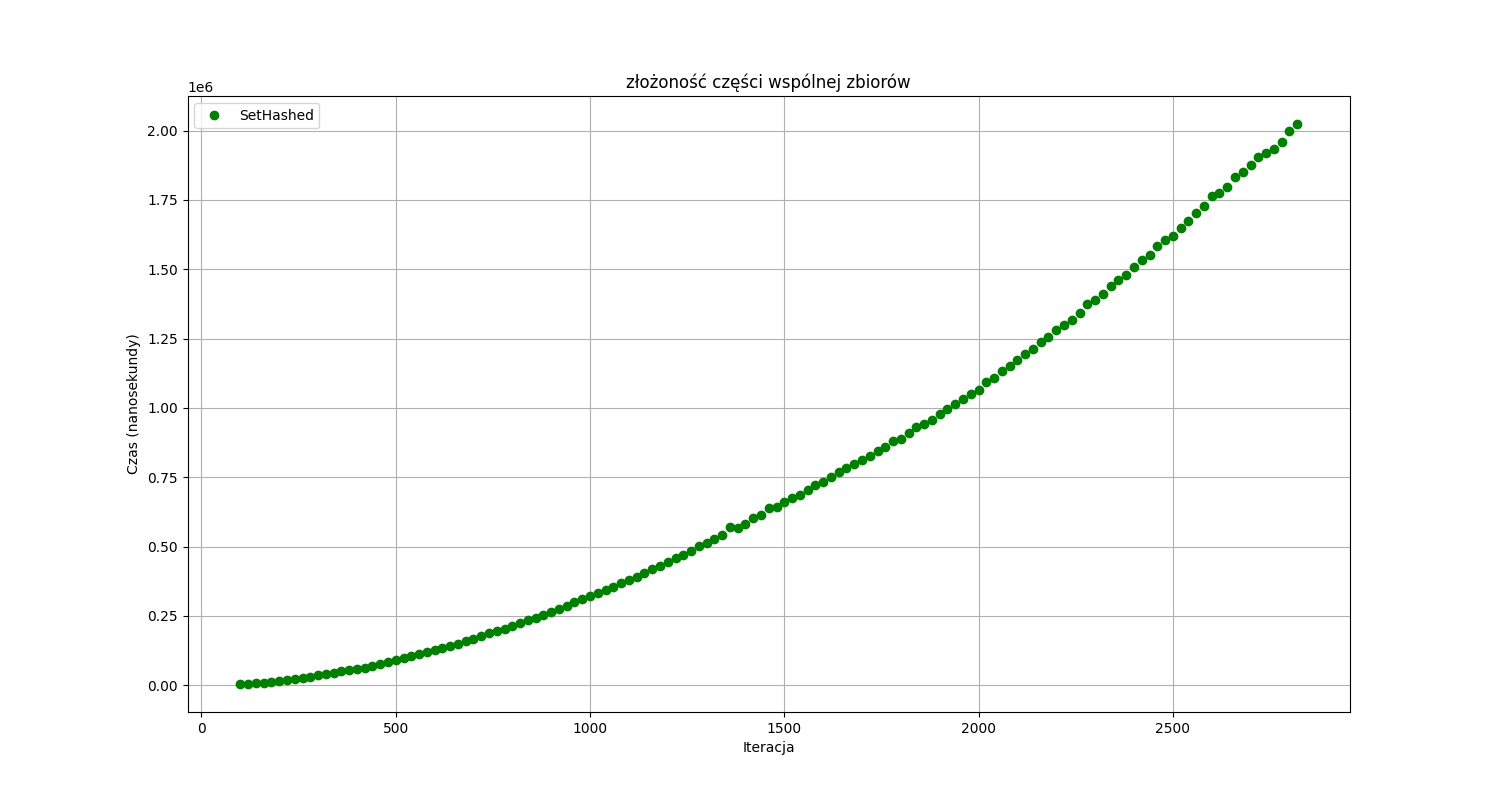 złożoność części wspólnej zbiorów
1e6
SetHashed
2.00
1.75
1.50
1.25
1.00
0.75
0.50
0.25
0.00
Czas (nanosekundy)
0 500 1000 1500 2000 2500
Iteracja